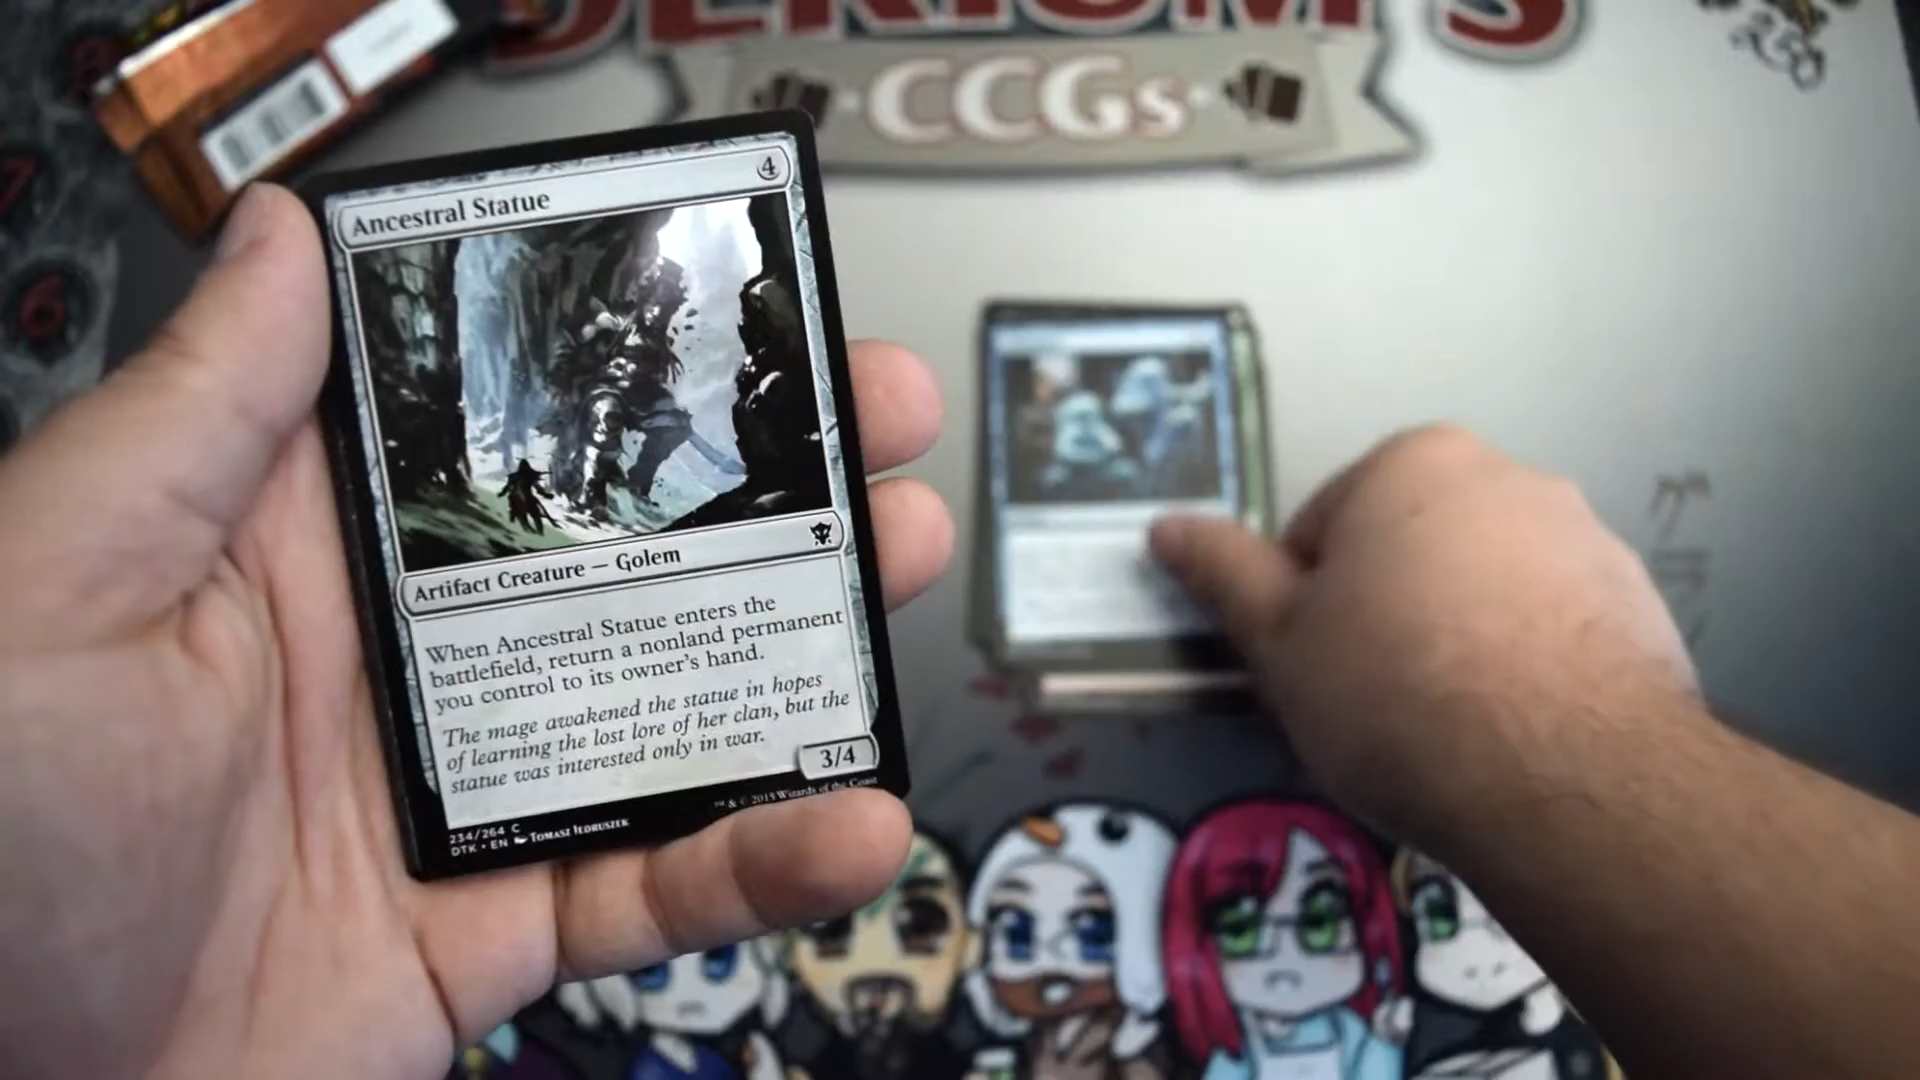 DERIUM'S
CCGs
7
6
Ancestral Statue
4
Artifact Creature — Golem
When Ancestral Statue enters the
battlefield, return a nonland permanent
you control to its owner's hand.
The mage awakened the statue in hopes
of learning the lost lore of her clan, but the
statue was interested only in war.
3/4
™ & © 2015 Wizards of the Coast
234/264 C
DTK • EN TOMASZ JEDRUSZEK